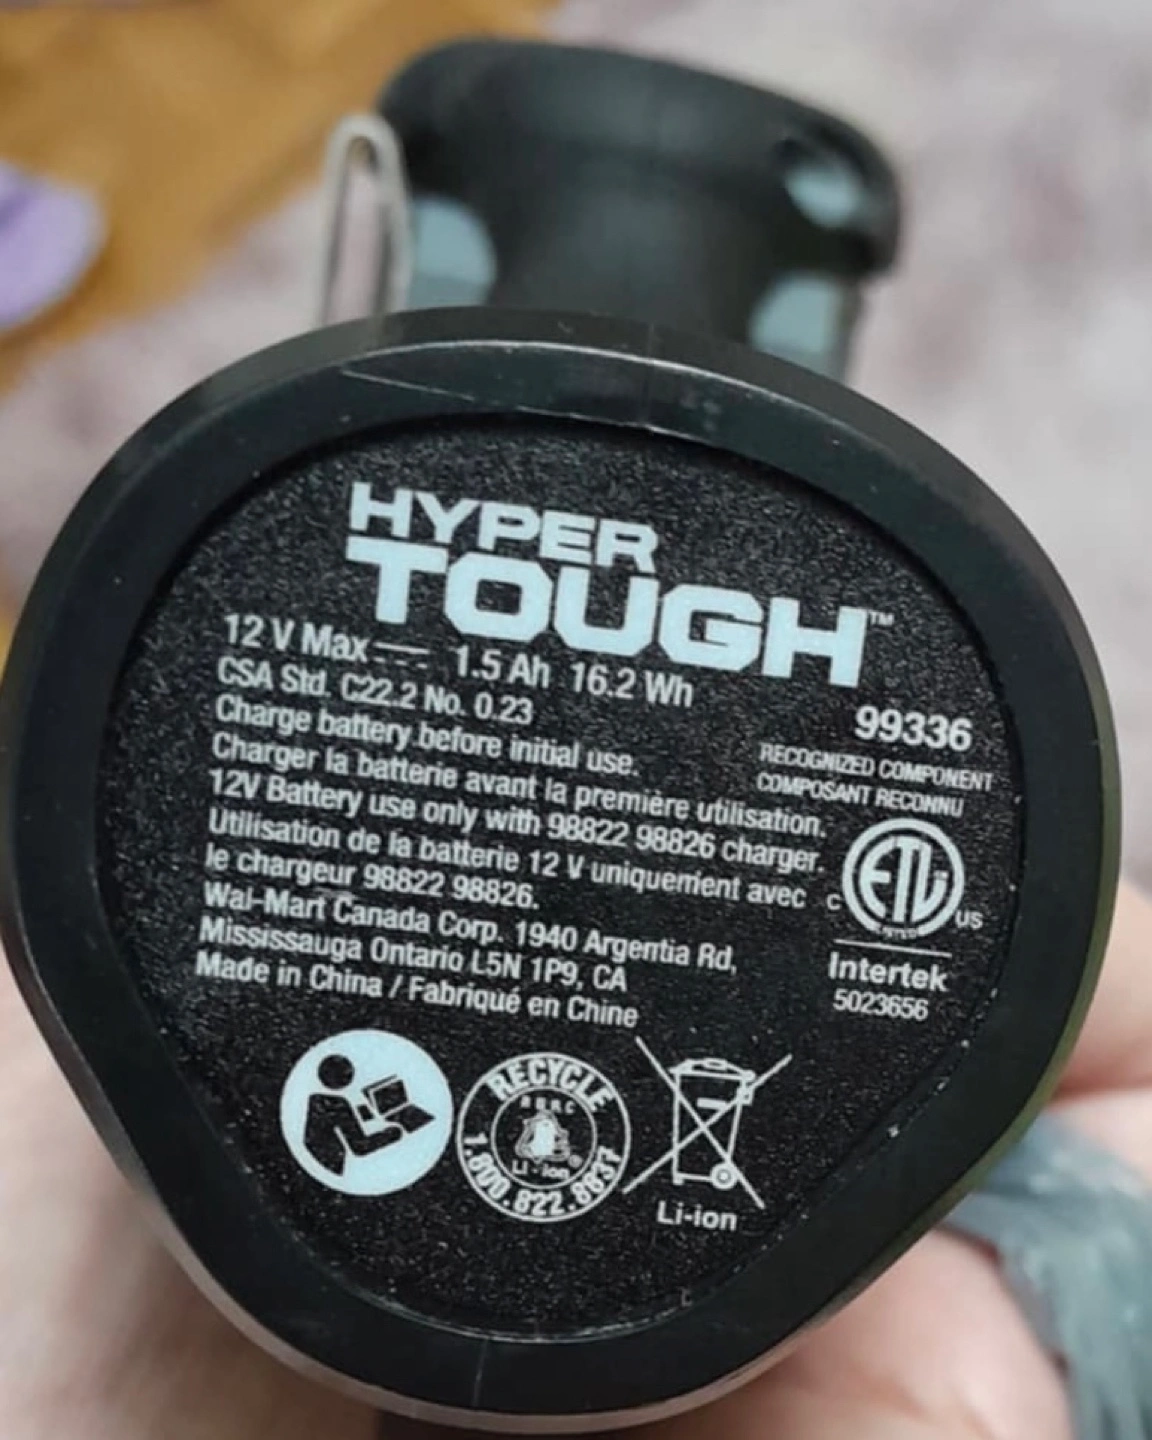 HYPER
TOUGH™
12 V Max ⎓ 1.5 Ah 16.2 Wh
CSA Std. C22.2 No. 0.23
Charge battery before initial use.
Charger la batterie avant la première utilisation.
12V Battery use only with 98822 98826 charger.
Utilisation de la batterie 12 V uniquement avec
le chargeur 98822 98826.
Wal-Mart Canada Corp. 1940 Argentia Rd,
Mississauga Ontario L5N 1P9, CA
Made in China / Fabriqué en Chine
99336
RECOGNIZED COMPONENT
COMPOSANT RECONNU
C ETL US
Intertek
5023656
RECYCLE
RBRC
Li-ion ®
1.800.822.8837
Li-ion